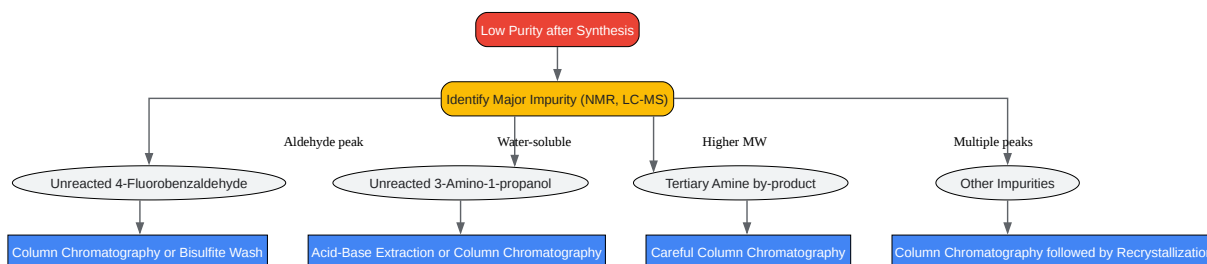 Low Purity after Synthesis
Identify Major Impurity (NMR, LC-MS)
Aldehyde peak
Water-soluble
Higher MW
Multiple peaks
Unreacted 4-Fluorobenzaldehyde
Unreacted 3-Amino-1-propanol
Tertiary Amine by-product
Other Impurities
Column Chromatography or Bisulfite Wash
Acid-Base Extraction or Column Chromatography
Careful Column Chromatography
Column Chromatography followed by Recrystallization